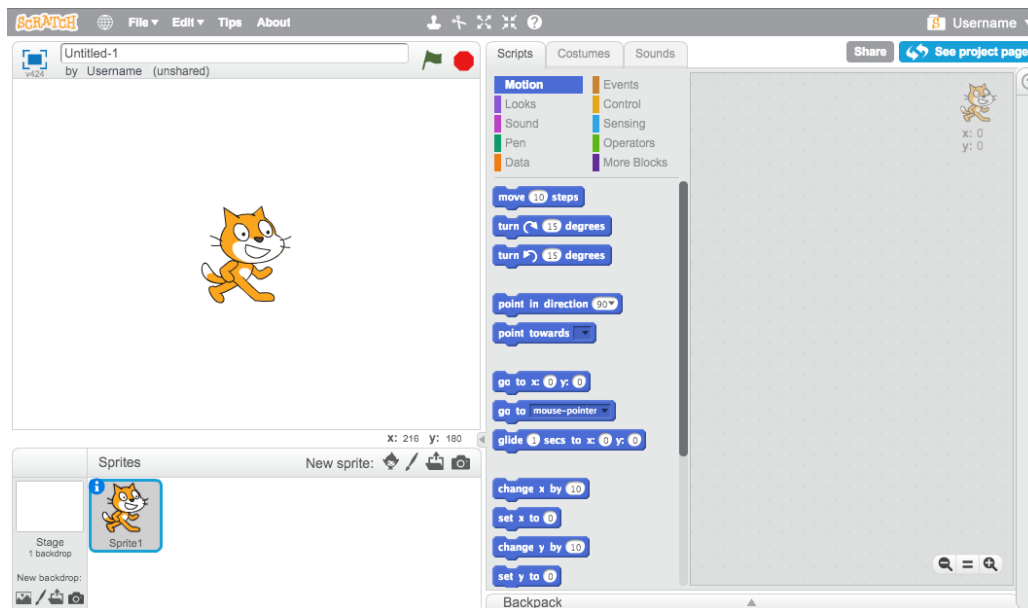 SCRATCH File Edit Tips About Username
Untitled-1
v424 by Username (unshared)
Scripts Costumes Sounds Share See project page
Motion Events
Looks Control
Sound Sensing
Pen Operators
Data More Blocks
x: 0
y: 0
move 10 steps
turn 15 degrees
turn 15 degrees
point in direction 90
point towards
go to x: 0 y: 0
go to mouse-pointer
glide 1 secs to x: 0 y: 0
change x by 10
set x to 0
change y by 10
set y to 0
X: 216 Y: 180
Sprites New sprite:
Sprite1
Stage
1 backdrop
New backdrop:
Backpack